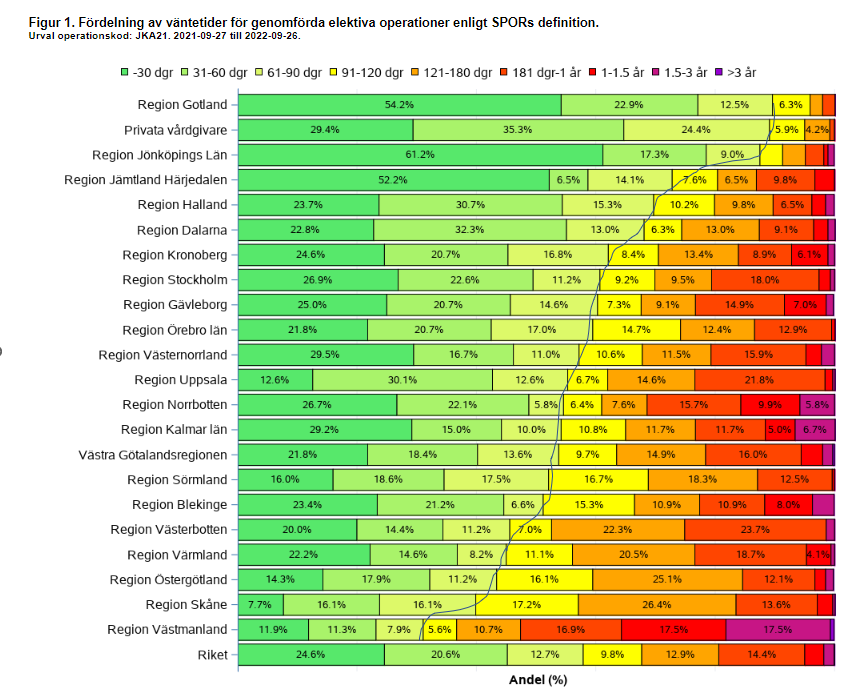 Figur 1. Fördelning av väntetider för genomförda elektiva operationer enligt SPORs definition.
Urval operationskod: JKA21. 2021-09-27 till 2022-09-26.
-30 dgr 31-60 dgr 61-90 dgr 91-120 dgr 121-180 dgr 181 dgr-1 år 1-1.5 år 1.5-3 år >3 år
Region Gotland 54.2% 22.9% 12.5% 6.3%
Privata vårdgivare 29.4% 35.3% 24.4% 5.9% 4.2%
Region Jönköpings Län 61.2% 17.3% 9.0%
Region Jämtland Härjedalen 52.2% 6.5% 14.1% 7.6% 6.5% 9.8%
Region Halland 23.7% 30.7% 15.3% 10.2% 9.8% 6.5%
Region Dalarna 22.8% 32.3% 13.0% 6.3% 13.0% 9.1%
Region Kronoberg 24.6% 20.7% 16.8% 8.4% 13.4% 8.9% 6.1%
Region Stockholm 26.9% 22.6% 11.2% 9.2% 9.5% 18.0%
Region Gävleborg 25.0% 20.7% 14.6% 7.3% 9.1% 14.9% 7.0%
Region Örebro län 21.8% 20.7% 17.0% 14.7% 12.4% 12.9%
Region Västernorrland 29.5% 16.7% 11.0% 10.6% 11.5% 15.9%
Region Uppsala 12.6% 30.1% 12.6% 6.7% 14.6% 21.8%
Region Norrbotten 26.7% 22.1% 5.8% 6.4% 7.6% 15.7% 9.9% 5.8%
Region Kalmar län 29.2% 15.0% 10.0% 10.8% 11.7% 11.7% 5.0% 6.7%
Västra Götalandsregionen 21.8% 18.4% 13.6% 9.7% 14.9% 16.0%
Region Sörmland 16.0% 18.6% 17.5% 16.7% 18.3% 12.5%
Region Blekinge 23.4% 21.2% 6.6% 15.3% 10.9% 10.9% 8.0%
Region Västerbotten 20.0% 14.4% 11.2% 7.0% 22.3% 23.7%
Region Värmland 22.2% 14.6% 8.2% 11.1% 20.5% 18.7% 4.1%
Region Östergötland 14.3% 17.9% 11.2% 16.1% 25.1% 12.1%
Region Skåne 7.7% 16.1% 16.1% 17.2% 26.4% 13.6%
Region Västmanland 11.9% 11.3% 7.9% 5.6% 10.7% 16.9% 17.5% 17.5%
Riket 24.6% 20.6% 12.7% 9.8% 12.9% 14.4%
Andel (%)